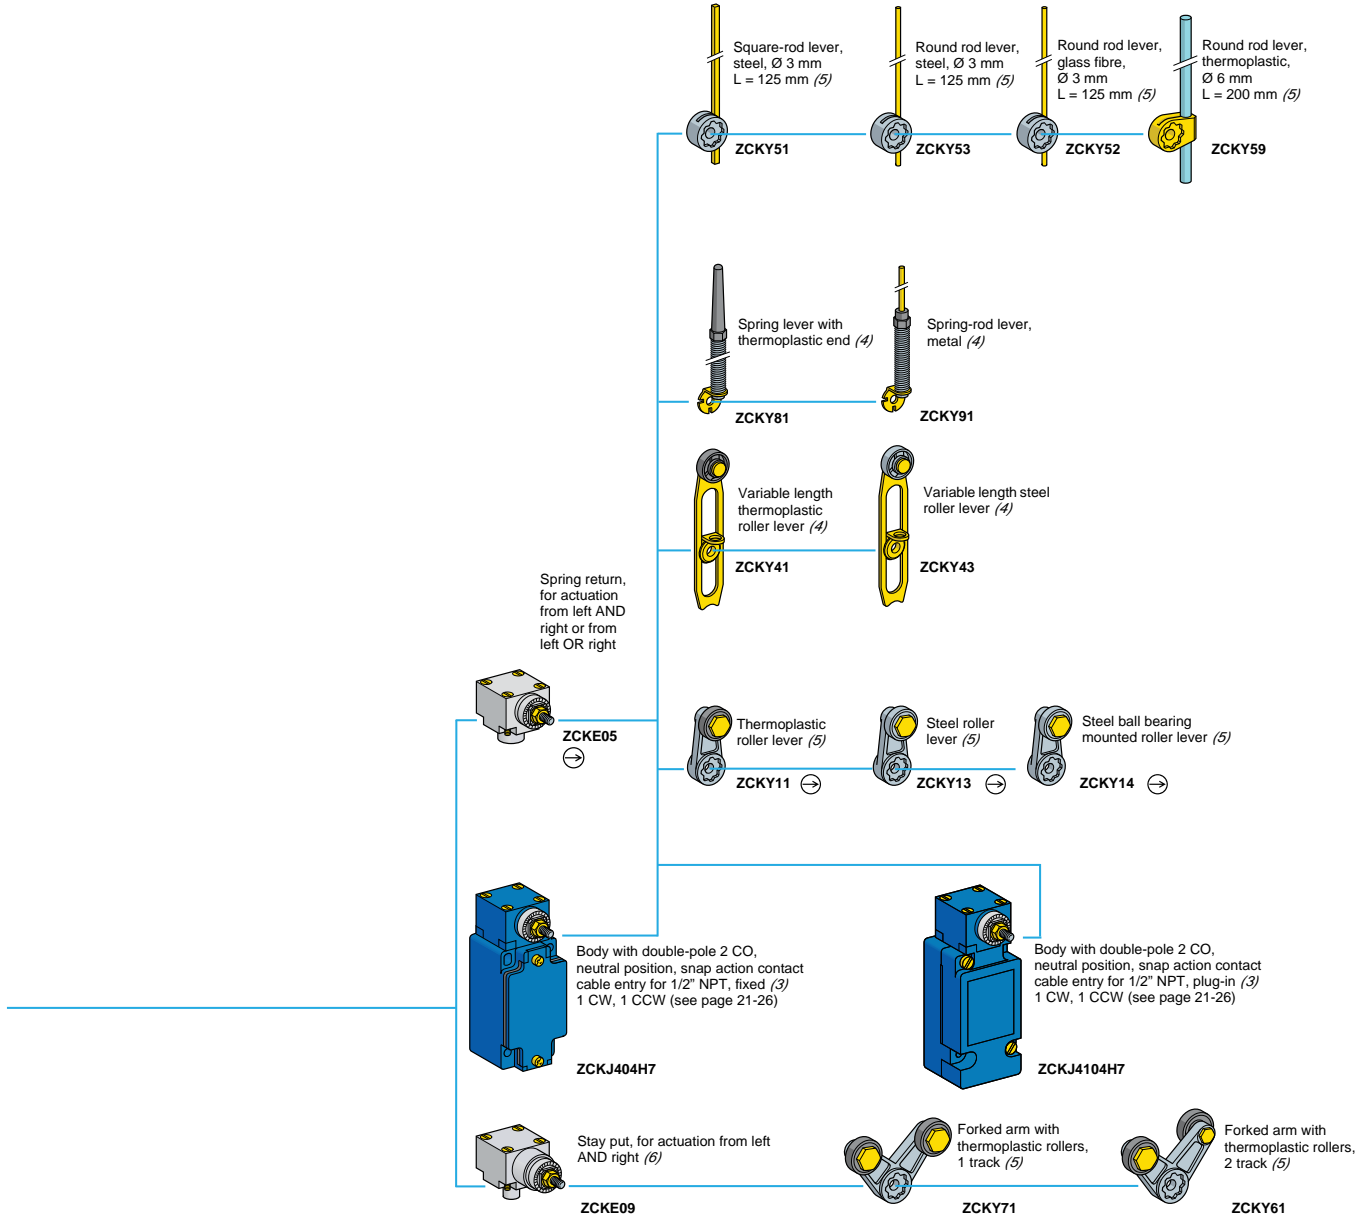 Square-rod lever,
steel, Ø 3 mm
L = 125 mm (5)
ZCKY51
Round rod lever,
steel, Ø 3 mm
L = 125 mm (5)
ZCKY53
Round rod lever,
glass fibre,
Ø 3 mm
L = 125 mm (5)
ZCKY52
Round rod lever,
thermoplastic,
Ø 6 mm
L = 200 mm (5)
ZCKY59
Spring lever with
thermoplastic end (4)
ZCKY81
Spring-rod lever,
metal (4)
ZCKY91
Variable length
thermoplastic
roller lever (4)
ZCKY41
Variable length steel
roller lever (4)
ZCKY43
Spring return,
for actuation
from left AND
right or from
left OR right
ZCKE05
Thermoplastic
roller lever (5)
ZCKY11
Steel roller
lever (5)
ZCKY13
Steel ball bearing
mounted roller lever (5)
ZCKY14
Body with double-pole 2 CO,
neutral position, snap action contact
cable entry for 1/2" NPT, fixed (3)
1 CW, 1 CCW (see page 21-26)
ZCKJ404H7
Body with double-pole 2 CO,
neutral position, snap action contact
cable entry for 1/2" NPT, plug-in (3)
1 CW, 1 CCW (see page 21-26)
ZCKJ4104H7
Stay put, for actuation from left
AND right (6)
ZCKE09
Forked arm with
thermoplastic rollers,
1 track (5)
ZCKY71
Forked arm with
thermoplastic rollers,
2 track (5)
ZCKY61